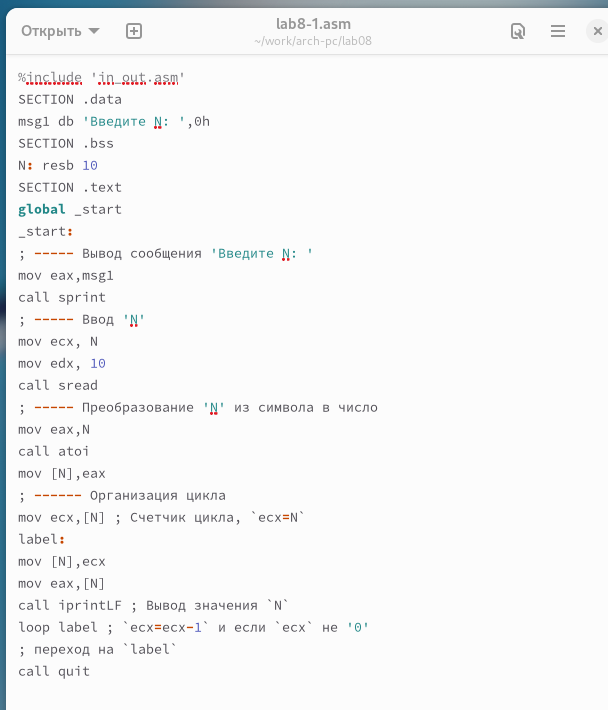 Открыть
lab8-1.asm
~/work/arch-pc/lab08
%include 'in_out.asm'
SECTION .data
msg1 db 'Введите N: ',0h
SECTION .bss
N: resb 10
SECTION .text
global _start
_start:
; ----- Вывод сообщения 'Введите N: '
mov eax,msg1
call sprint
; ----- Ввод 'N'
mov ecx, N
mov edx, 10
call sread
; ----- Преобразование 'N' из символа в число
mov eax,N
call atoi
mov [N],eax
; ------ Организация цикла
mov ecx,[N] ; Счетчик цикла, `ecx=N`
label:
mov [N],ecx
mov eax,[N]
call iprintLF ; Вывод значения `N`
loop label ; `ecx=ecx-1` и если `ecx` не '0'
; переход на `label`
call quit